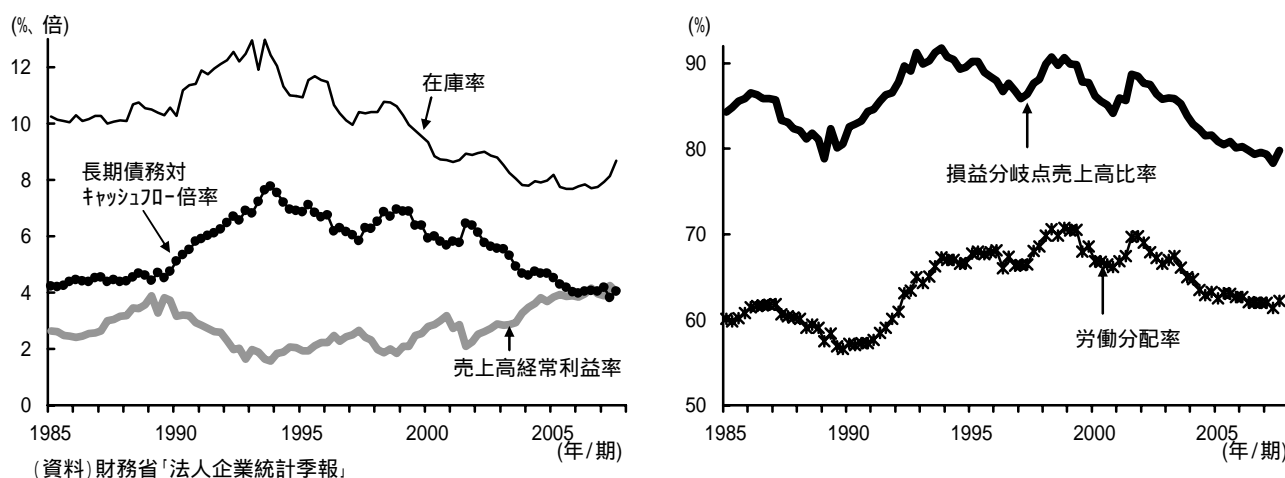 (%、倍)
12
10
8
6
4
2
0
在庫率
長期債務対
ｷｬｯｼｭﾌﾛｰ倍率
売上高経常利益率
1985 1990 1995 2000 2005
(年/期)
(資料)財務省「法人企業統計季報」
(%)
90
80
70
60
50
損益分岐点売上高比率
労働分配率
1985 1990 1995 2000 2005
(年/期)